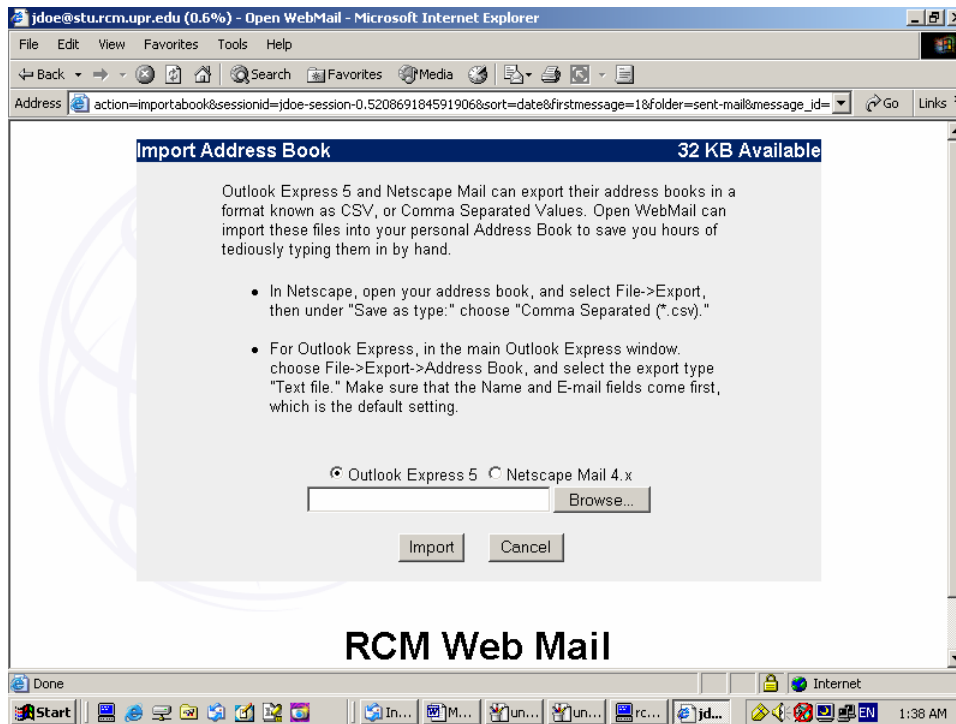 jdoe@stu.rcm.upr.edu (0.6%) - Open WebMail - Microsoft Internet Explorer
File Edit View Favorites Tools Help
Back Search Favorites Media
Address action=importabook&sessionid=jdoe-session-0.520869184591906&sort=date&firstmessage=1&folder=sent-mail&message_id= Go Links
Import Address Book 32 KB Available
Outlook Express 5 and Netscape Mail can export their address books in a
format known as CSV, or Comma Separated Values. Open WebMail can
import these files into your personal Address Book to save you hours of
tediously typing them in by hand.
• In Netscape, open your address book, and select File->Export,
then under "Save as type:" choose "Comma Separated (*.csv)."
• For Outlook Express, in the main Outlook Express window.
choose File->Export->Address Book, and select the export type
"Text file." Make sure that the Name and E-mail fields come first,
which is the default setting.
Outlook Express 5 Netscape Mail 4.x
Browse...
Import Cancel
RCM Web Mail
Done Internet
Start In... M... un... un... rc... jd... EN 1:38 AM